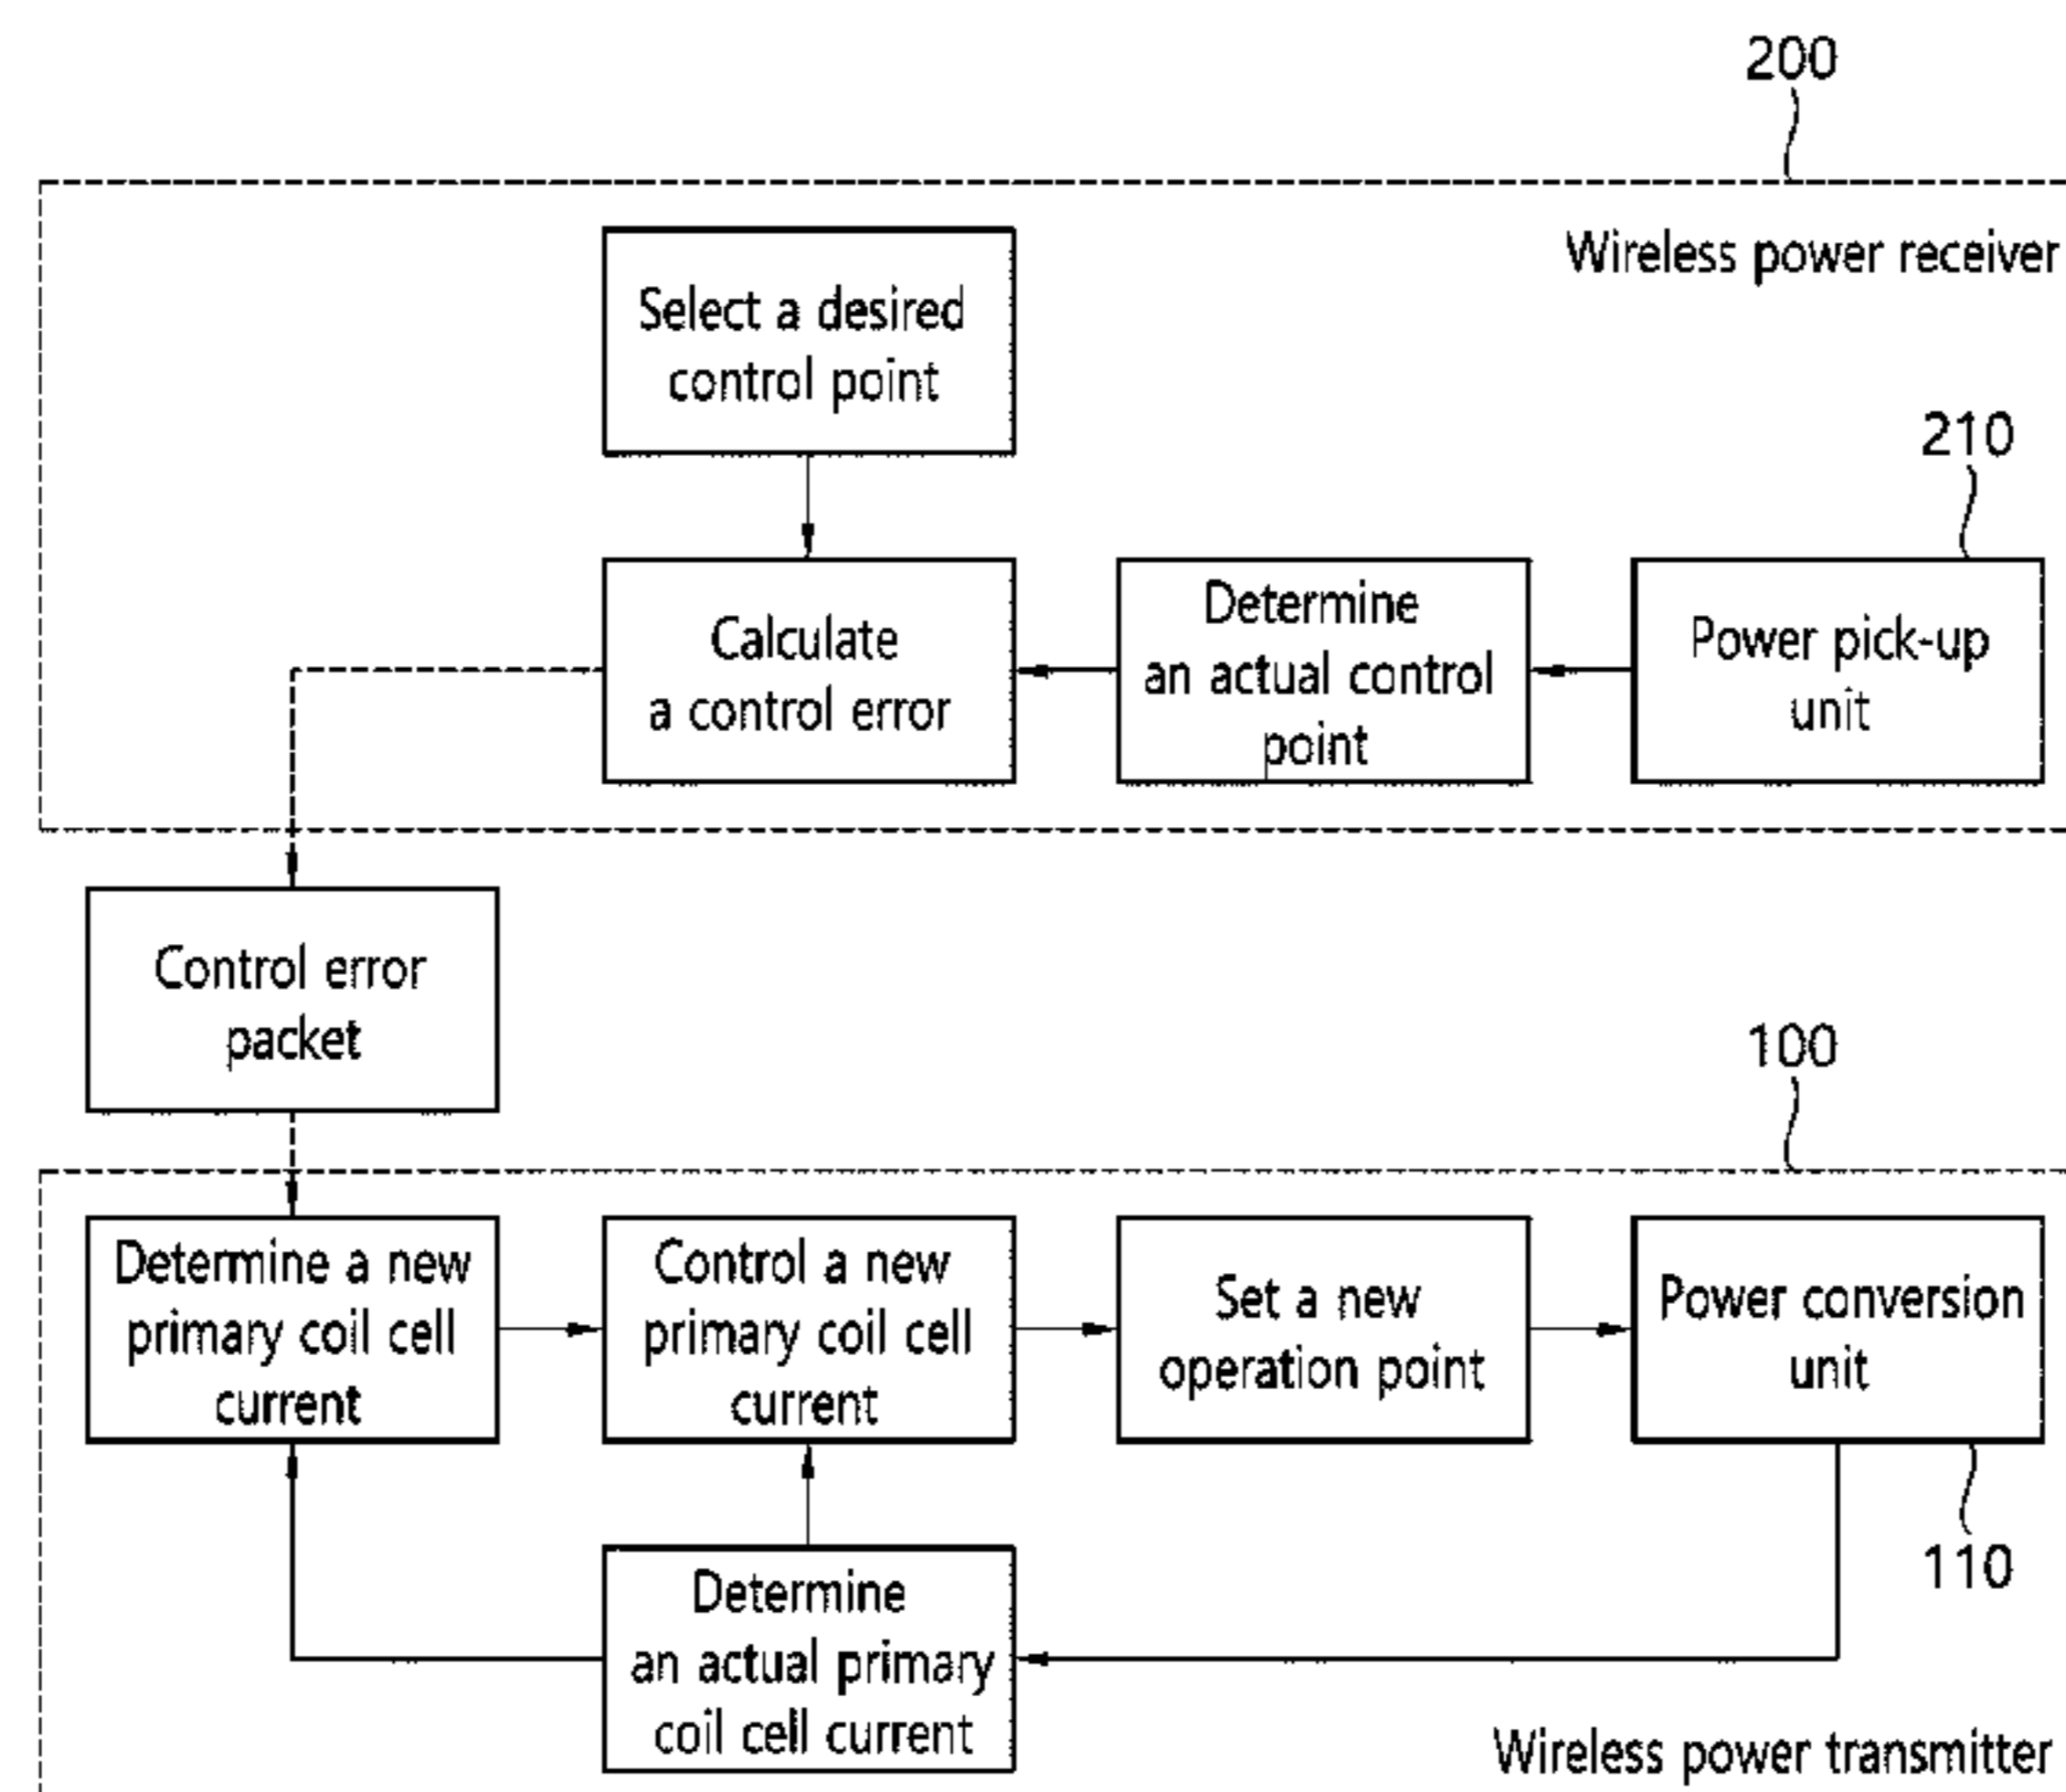 200
Wireless power receiver
Select a desired
control point
210
Calculate
a control error
Determine
an actual control
point
Power pick-up
unit
Control error
packet
100
Determine a new
primary coil cell
current
Control a new
primary coil cell
current
Set a new
operation point
Power conversion
unit
110
Determine
an actual primary
coil cell current
Wireless power transmitter